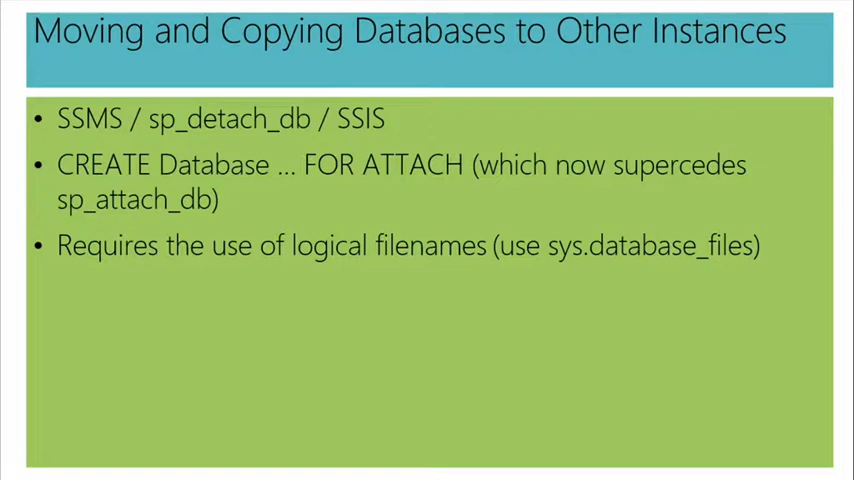 Moving and Copying Databases to Other Instances
• SSMS / sp_detach_db / SSIS
• CREATE Database ... FOR ATTACH (which now supercedes
sp_attach_db)
• Requires the use of logical filenames (use sys.database_files)